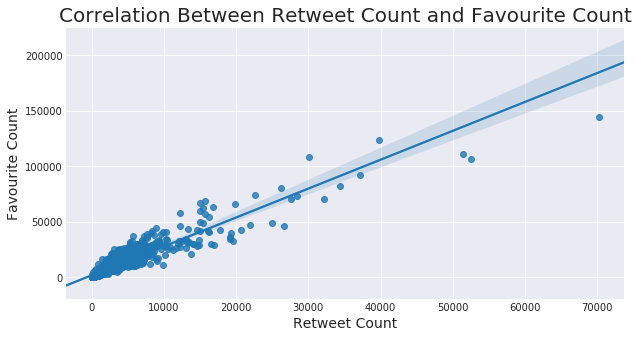 Correlation Between Retweet Count and Favourite Count
200000
150000
100000
50000
0
Favourite Count
0 10000 20000 30000 40000 50000 60000 70000
Retweet Count